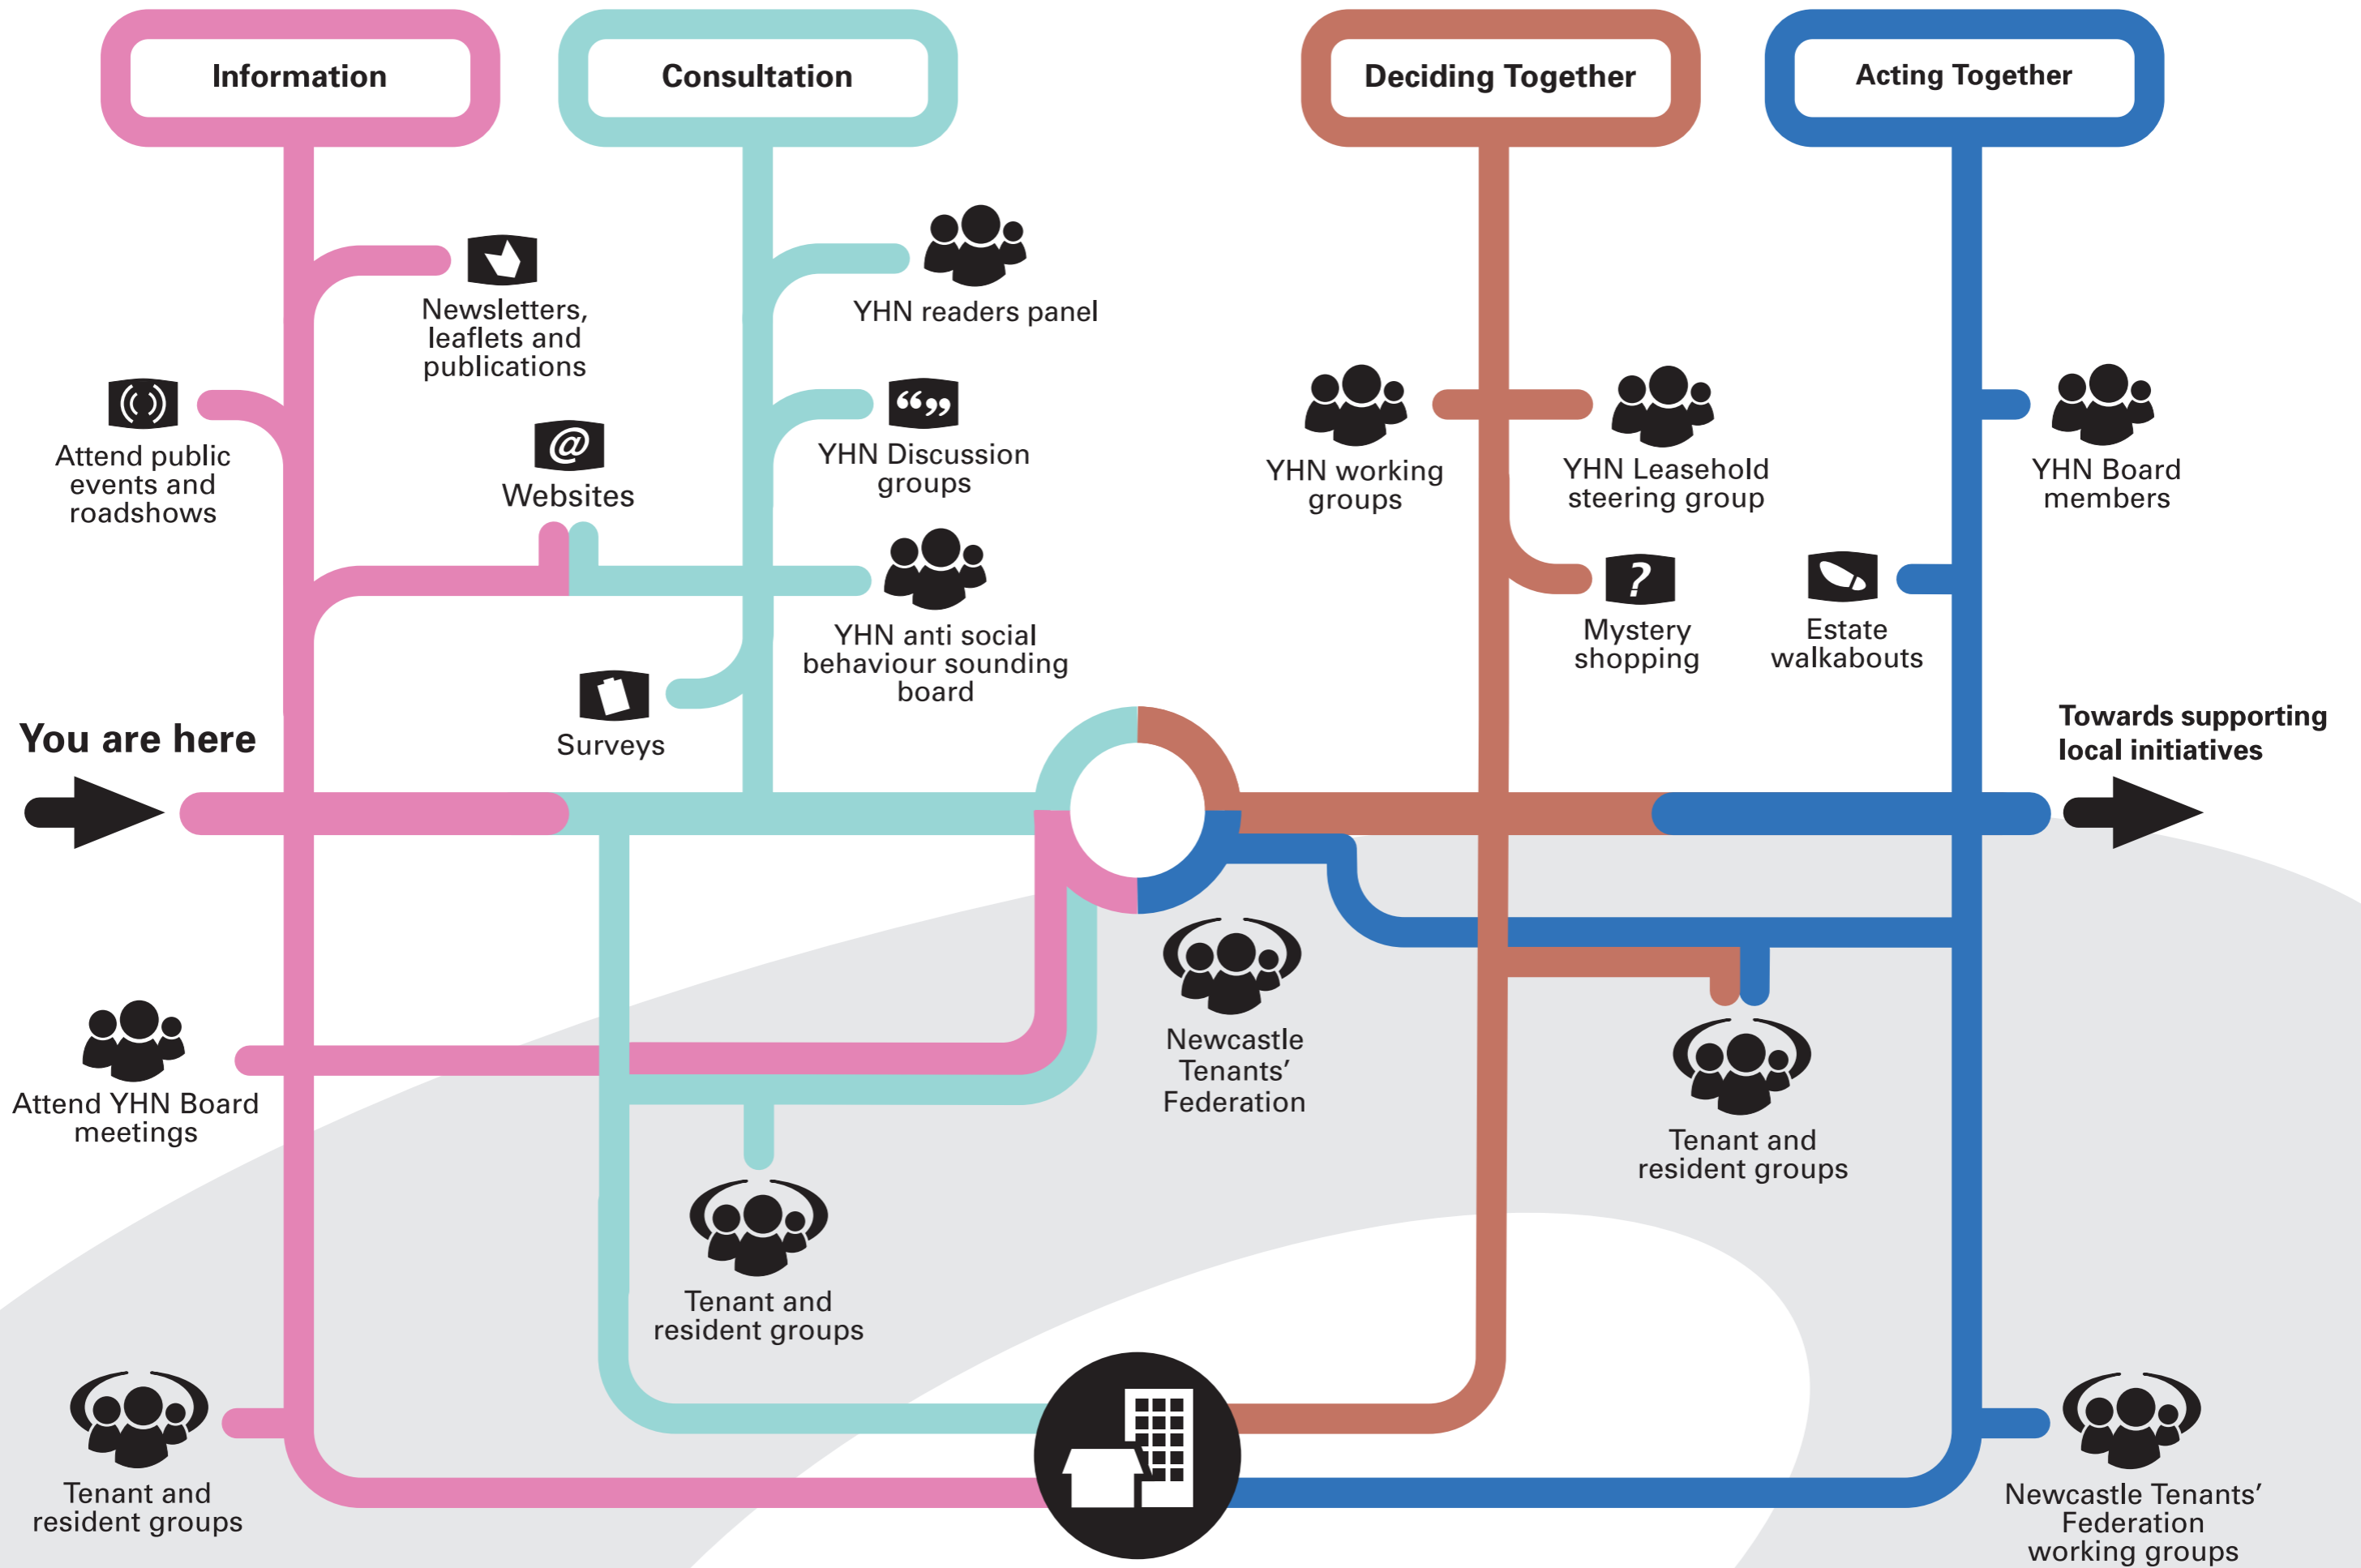 Information
Consultation
Deciding Together
Acting Together
Newsletters,
leaflets and
publications
YHN readers panel
Attend public
events and
roadshows
@
Websites
“”
YHN Discussion
groups
YHN working
groups
YHN Leasehold
steering group
YHN Board
members
YHN anti social
behaviour sounding
board
?
Mystery
shopping
Estate
walkabouts
Surveys
You are here
Towards supporting
local initiatives
Attend YHN Board
meetings
Newcastle
Tenants’
Federation
Tenant and
resident groups
Tenant and
resident groups
Tenant and
resident groups
Newcastle Tenants’
Federation
working groups